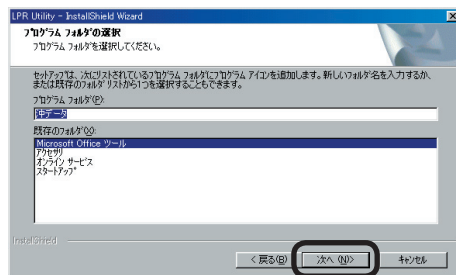 LPR Utility - InstallShield Wizard
プログラム フォルダの選択
プログラム フォルダを選択してください。
セットアップは、次にリストされているプログラム フォルダにプログラム アイコンを追加します。新しいフォルダ名を入力するか、
または既存のフォルダ リストから1つを選択することもできます。
プログラム フォルダ(P):
沖データ
既存のフォルダ(X):
Microsoft Office ツール
アクセサリ
オンライン サービス
スタートアップ
InstallShield
< 戻る(B)
次へ (N)>
キャンセル